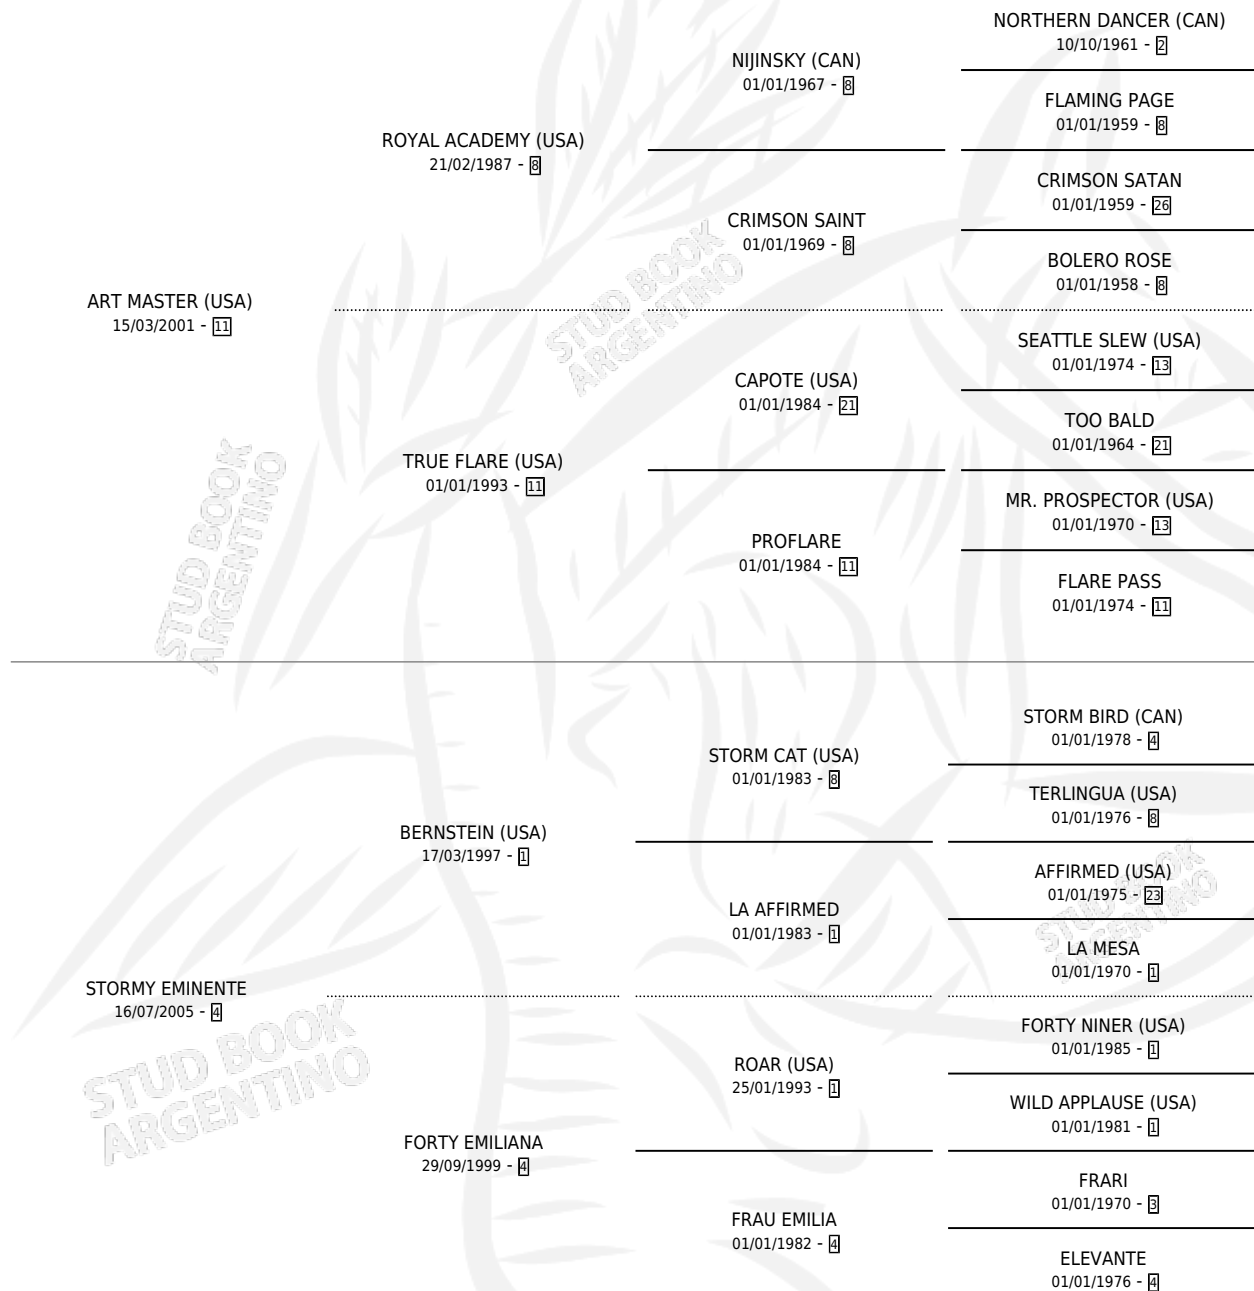 NORTHERN DANCER (CAN)
10/10/1961 - 2
NIJINSKY (CAN)
01/01/1967 - 8
FLAMING PAGE
01/01/1959 - 8
ROYAL ACADEMY (USA)
21/02/1987 - 8
CRIMSON SATAN
01/01/1959 - 26
CRIMSON SAINT
01/01/1969 - 8
BOLERO ROSE
01/01/1958 - 8
ART MASTER (USA)
15/03/2001 - 11
SEATTLE SLEW (USA)
01/01/1974 - 13
CAPOTE (USA)
01/01/1984 - 21
TOO BALD
01/01/1964 - 21
TRUE FLARE (USA)
01/01/1993 - 11
MR. PROSPECTOR (USA)
01/01/1970 - 13
PROFLARE
01/01/1984 - 11
FLARE PASS
01/01/1974 - 11
STORM BIRD (CAN)
01/01/1978 - 4
STORM CAT (USA)
01/01/1983 - 8
TERLINGUA (USA)
01/01/1976 - 8
BERNSTEIN (USA)
17/03/1997 - 1
AFFIRMED (USA)
01/01/1975 - 23
LA AFFIRMED
01/01/1983 - 1
LA MESA
01/01/1970 - 1
STORMY EMINENTE
16/07/2005 - 4
FORTY NINER (USA)
01/01/1985 - 1
ROAR (USA)
25/01/1993 - 1
WILD APPLAUSE (USA)
01/01/1981 - 1
FORTY EMILIANA
29/09/1999 - 4
FRARI
01/01/1970 - 3
FRAU EMILIA
01/01/1982 - 4
ELEVANTE
01/01/1976 - 4
STUD BOOK
ARGENTINO
STUD BOOK
ARGENTINO
STUD BOOK
ARGENTINO
STUD BOOK
ARGENTINO